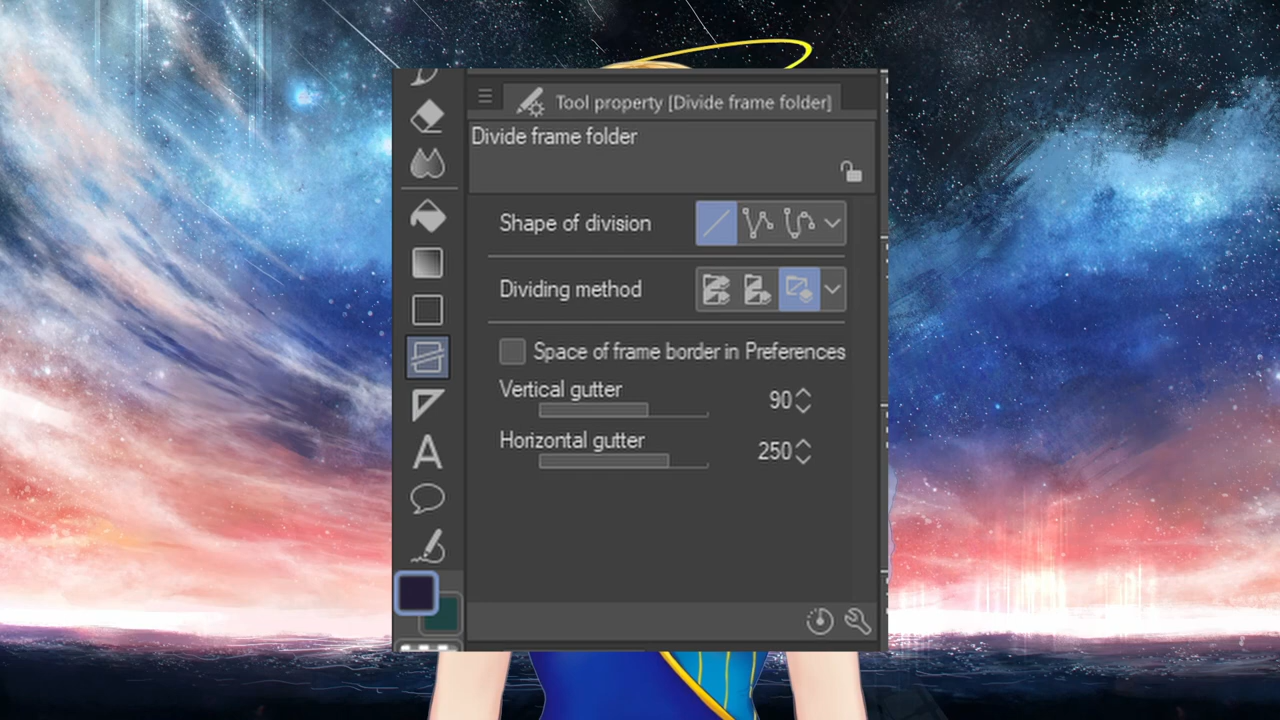 Tool property [Divide frame folder]
Divide frame folder
Shape of division
Dividing method
Space of frame border in Preferences
Vertical gutter
90
Horizontal gutter
250
A